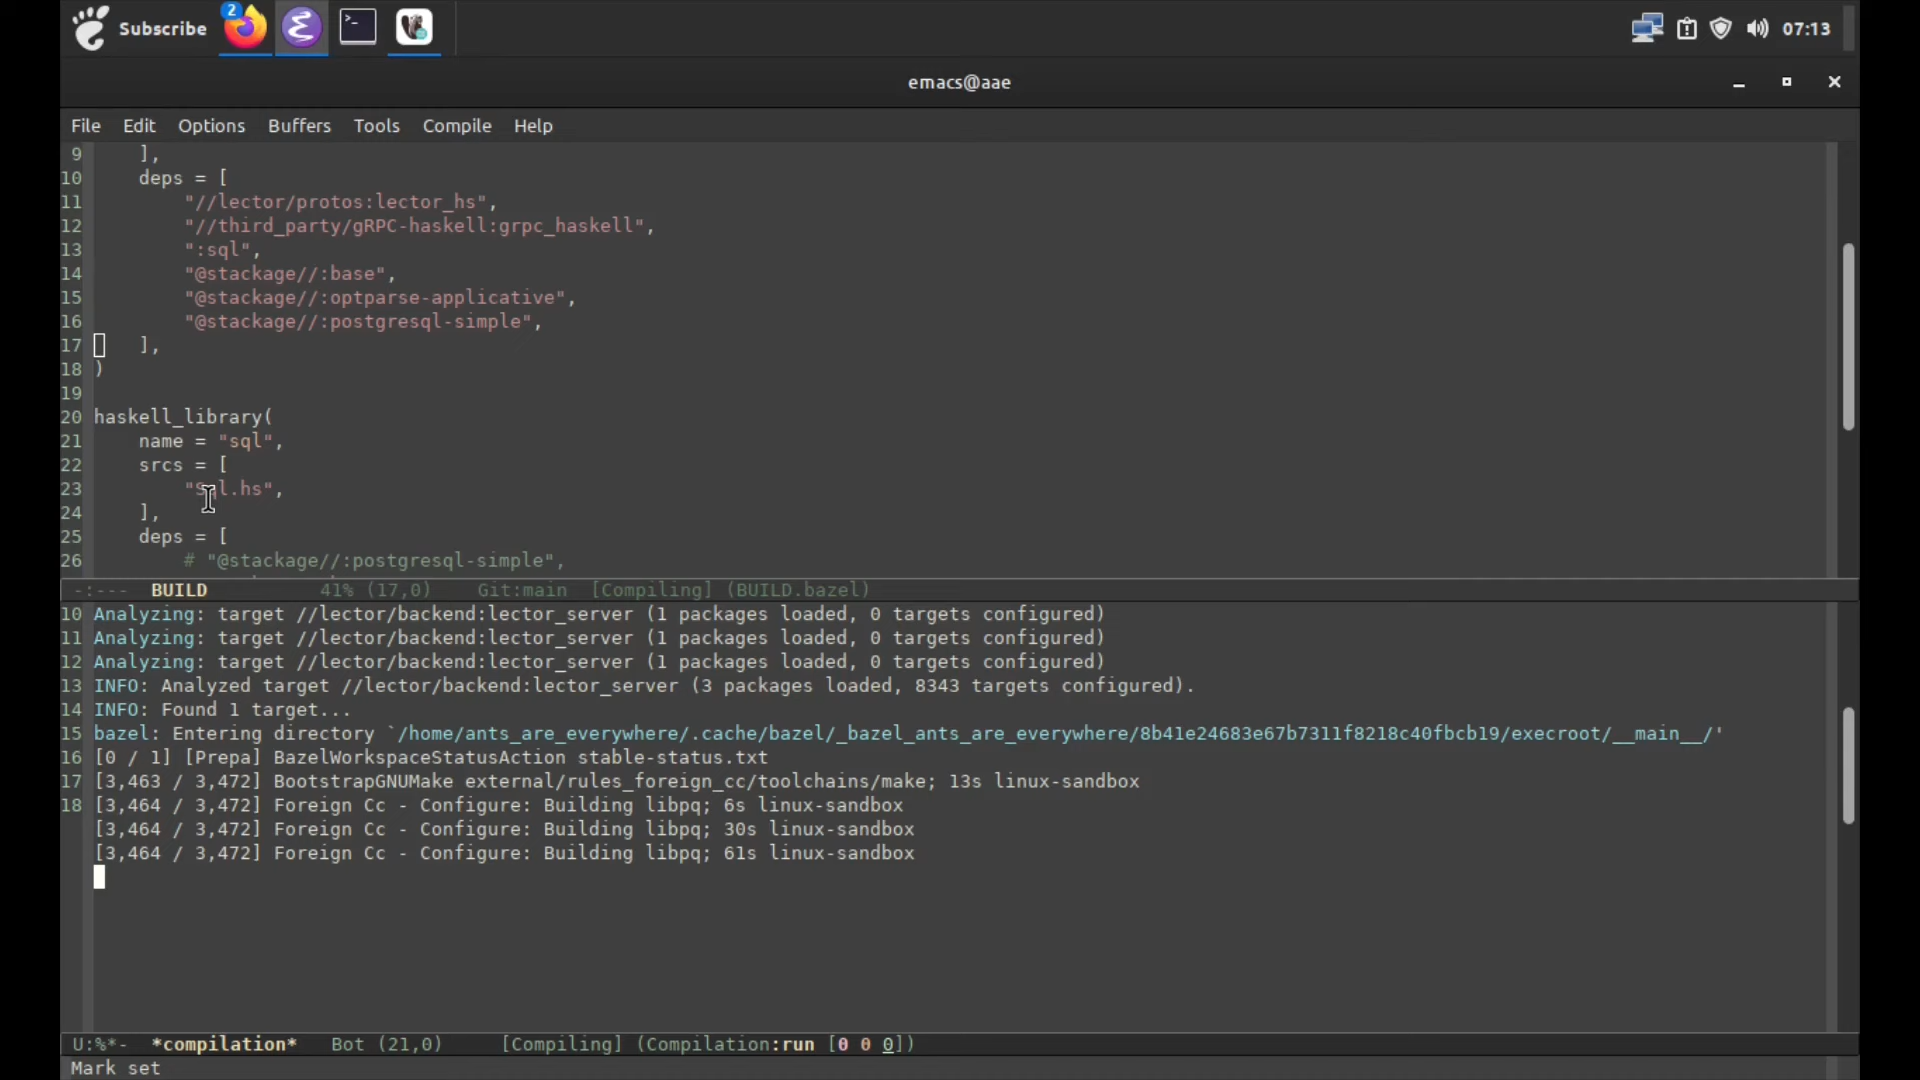 Subscribe
2
07:13
emacs@aae
File Edit Options Buffers Tools Compile Help
9     ],
10     deps = [
11         "//lector/protos:lector_hs",
12         "//third_party/gRPC-haskell:grpc_haskell",
13         ":sql",
14         "@stackage//:base",
15         "@stackage//:optparse-applicative",
16         "@stackage//:postgresql-simple",
17     ],
18 )
19
20 haskell_library(
21     name = "sql",
22     srcs = [
23         "Sql.hs",
24     ],
25     deps = [
26         # "@stackage//:postgresql-simple",
-:--- BUILD 41% (17,0) Git:main [Compiling] (BUILD.bazel)
10 Analyzing: target //lector/backend:lector_server (1 packages loaded, 0 targets configured)
11 Analyzing: target //lector/backend:lector_server (1 packages loaded, 0 targets configured)
12 Analyzing: target //lector/backend:lector_server (1 packages loaded, 0 targets configured)
13 INFO: Analyzed target //lector/backend:lector_server (3 packages loaded, 8343 targets configured).
14 INFO: Found 1 target...
15 bazel: Entering directory `/home/ants_are_everywhere/.cache/bazel/_bazel_ants_are_everywhere/8b41e24683e67b7311f8218c40fbcb19/execroot/__main__/'
16 [0 / 1] [Prepa] BazelWorkspaceStatusAction stable-status.txt
17 [3,463 / 3,472] BootstrapGNUMake external/rules_foreign_cc/toolchains/make; 13s linux-sandbox
18 [3,464 / 3,472] Foreign Cc - Configure: Building libpq; 6s linux-sandbox
[3,464 / 3,472] Foreign Cc - Configure: Building libpq; 30s linux-sandbox
[3,464 / 3,472] Foreign Cc - Configure: Building libpq; 61s linux-sandbox
U:%*- *compilation* Bot (21,0) [Compiling] (Compilation:run [0 0 0])
Mark set